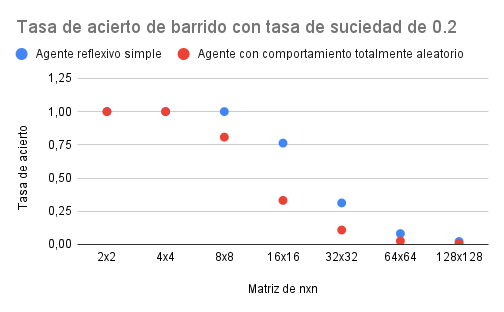 Tasa de acierto de barrido con tasa de suciedad de 0.2
Agente reflexivo simple
Agente con comportamiento totalmente aleatorio
1,25
1,00
0,75
0,50
0,25
0,00
Tasa de acierto
2x2 4x4 8x8 16x16 32x32 64x64 128x128
Matriz de nxn